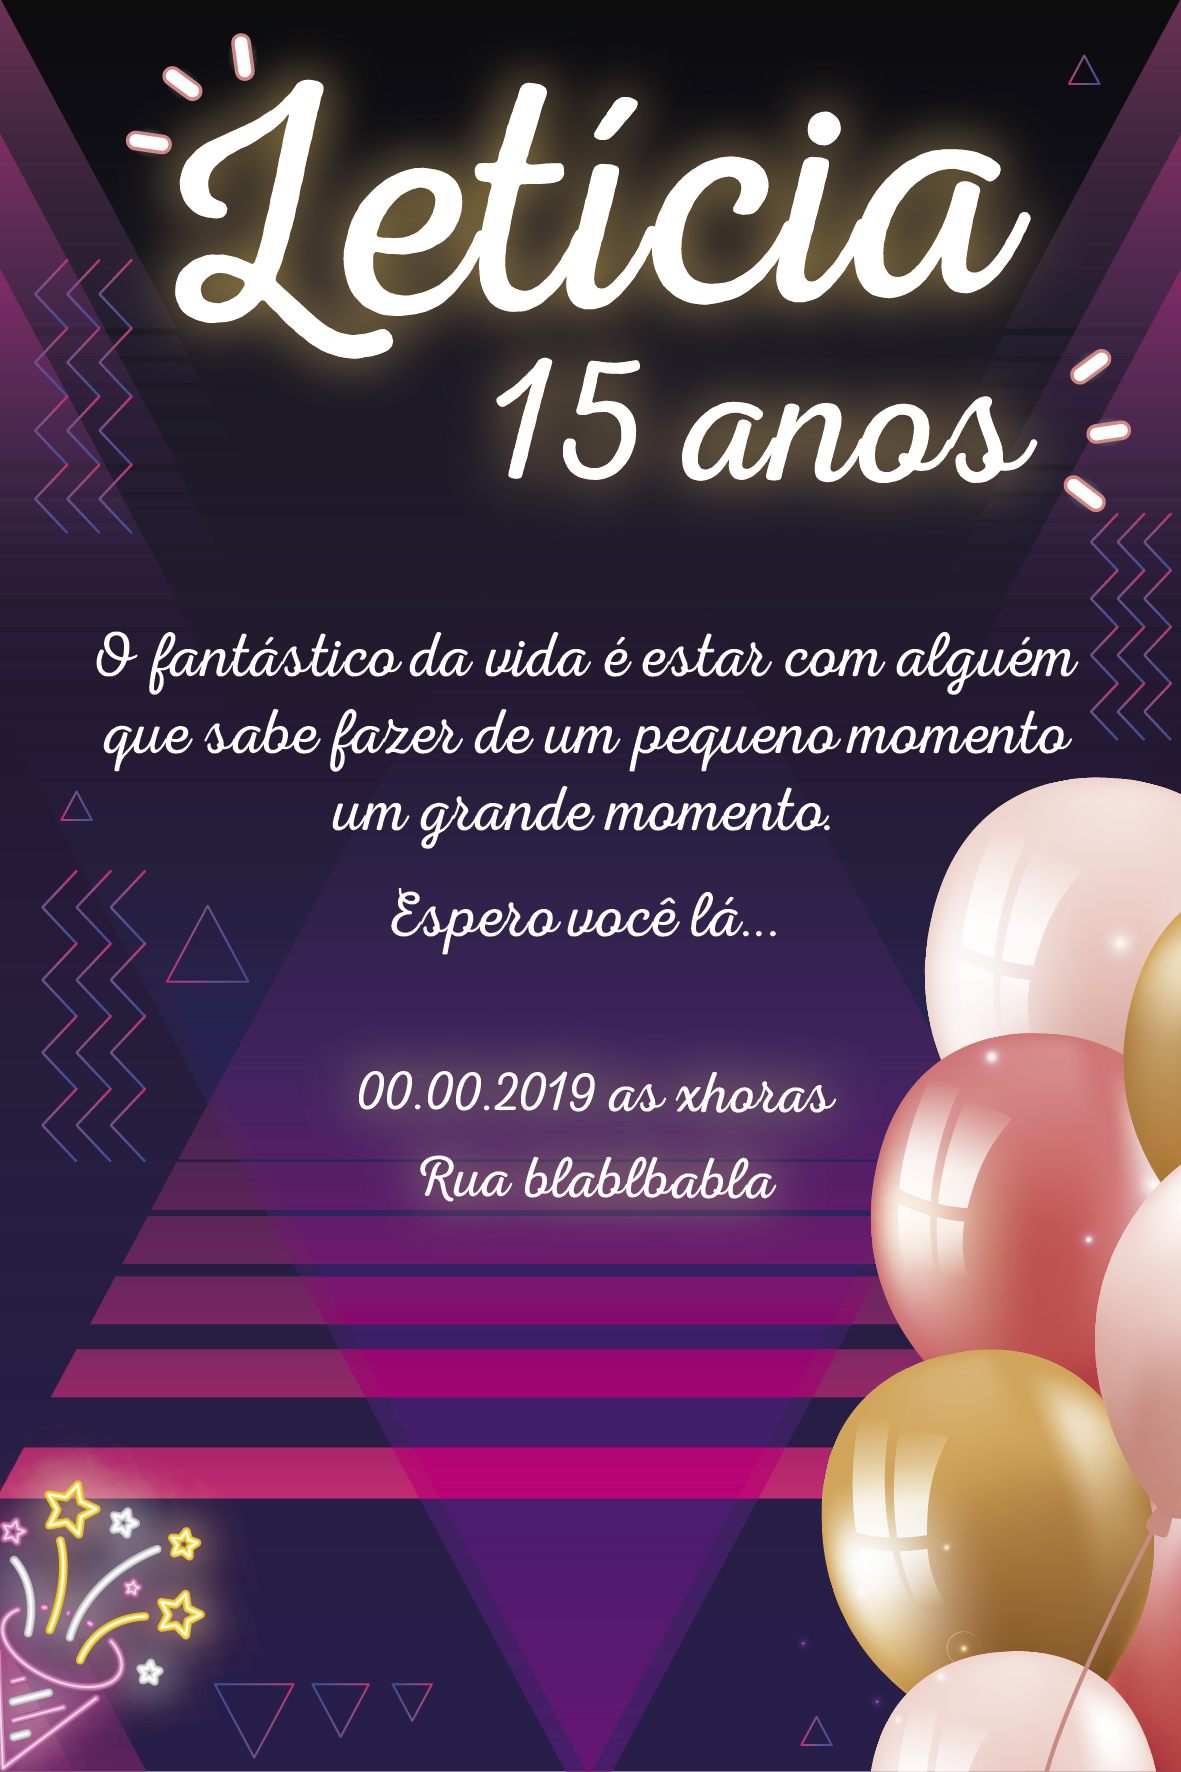 Letícia
15 anos
O fantástico da vida é estar com alguém
que sabe fazer de um pequeno momento
um grande momento.
Espero você lá...
00.00.2019 as xhoras
Rua blablbabla